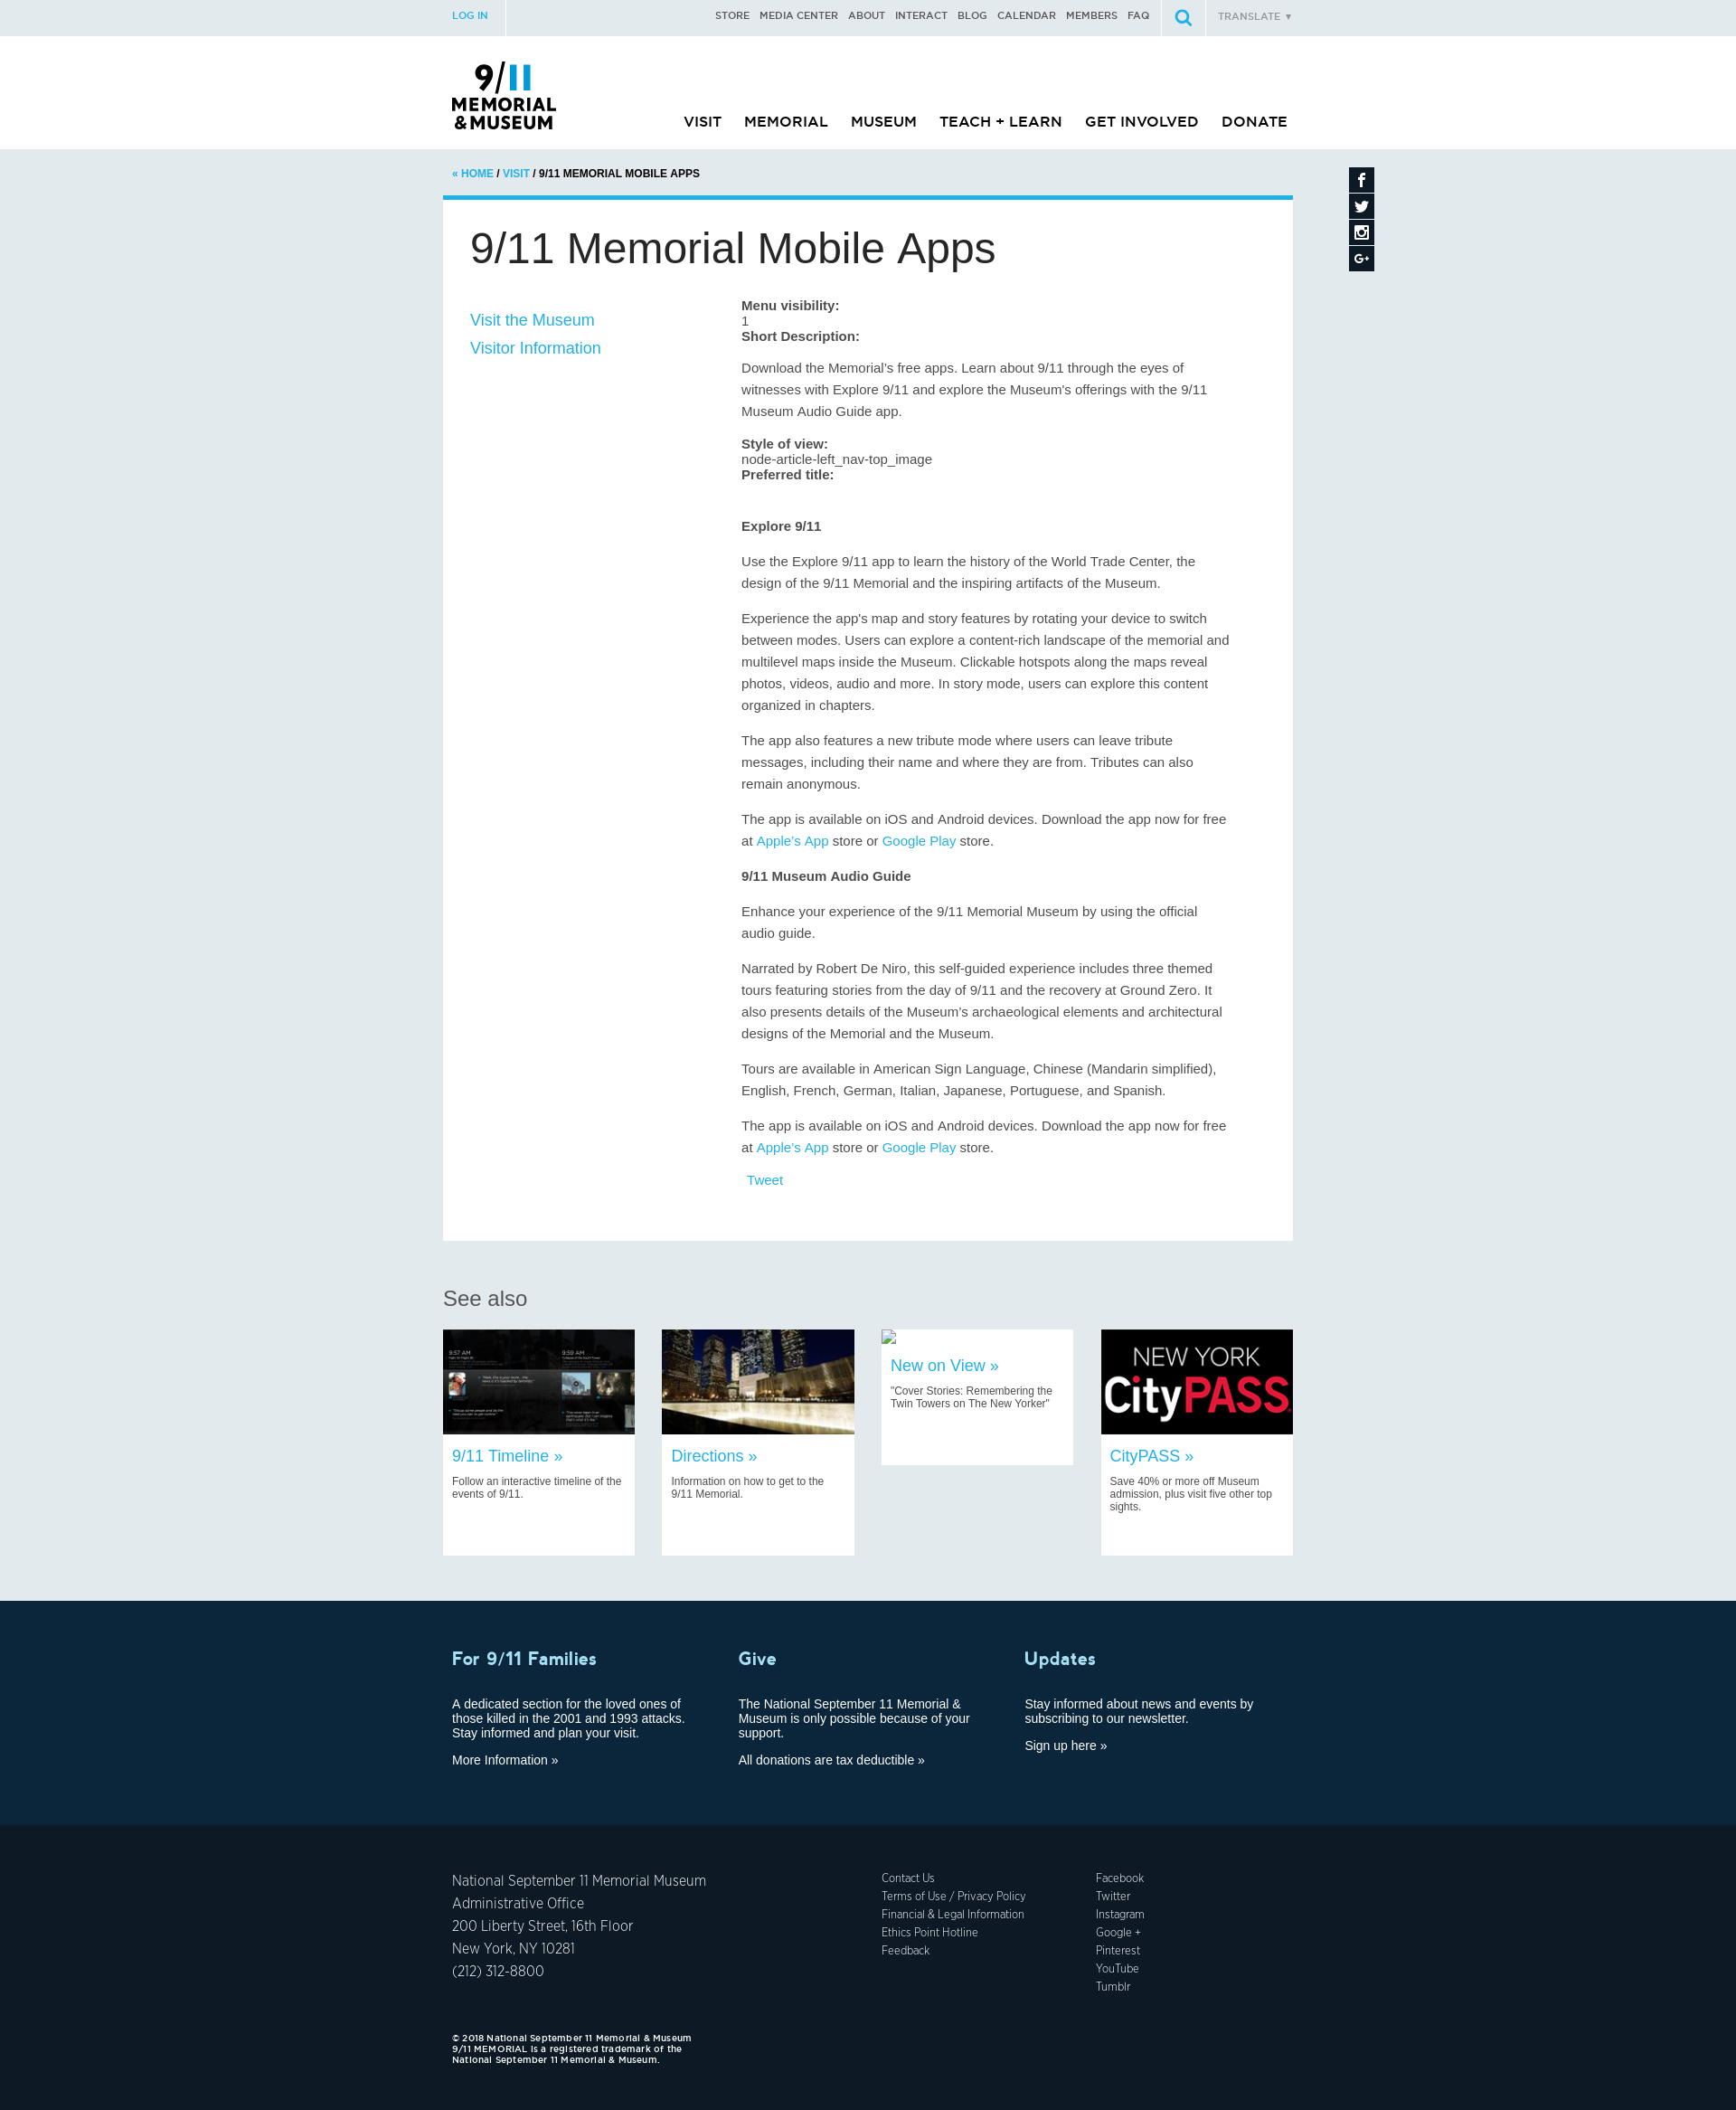 LOG IN
STORE MEDIA CENTER ABOUT INTERACT BLOG CALENDAR MEMBERS FAQ
TRANSLATE ▼
9/11
MEMORIAL
& MUSEUM
VISIT MEMORIAL MUSEUM TEACH + LEARN GET INVOLVED DONATE
« HOME / VISIT / 9/11 MEMORIAL MOBILE APPS
9/11 Memorial Mobile Apps
Visit the Museum
Visitor Information
Menu visibility:
1
Short Description:
Download the Memorial's free apps. Learn about 9/11 through the eyes of
witnesses with Explore 9/11 and explore the Museum's offerings with the 9/11
Museum Audio Guide app.
Style of view:
node-article-left_nav-top_image
Preferred title:
Explore 9/11
Use the Explore 9/11 app to learn the history of the World Trade Center, the
design of the 9/11 Memorial and the inspiring artifacts of the Museum.
Experience the app's map and story features by rotating your device to switch
between modes. Users can explore a content-rich landscape of the memorial and
multilevel maps inside the Museum. Clickable hotspots along the maps reveal
photos, videos, audio and more. In story mode, users can explore this content
organized in chapters.
The app also features a new tribute mode where users can leave tribute
messages, including their name and where they are from. Tributes can also
remain anonymous.
The app is available on iOS and Android devices. Download the app now for free
at Apple's App store or Google Play store.
9/11 Museum Audio Guide
Enhance your experience of the 9/11 Memorial Museum by using the official
audio guide.
Narrated by Robert De Niro, this self-guided experience includes three themed
tours featuring stories from the day of 9/11 and the recovery at Ground Zero. It
also presents details of the Museum's archaeological elements and architectural
designs of the Memorial and the Museum.
Tours are available in American Sign Language, Chinese (Mandarin simplified),
English, French, German, Italian, Japanese, Portuguese, and Spanish.
The app is available on iOS and Android devices. Download the app now for free
at Apple's App store or Google Play store.
Tweet
See also
9:57 AM
9:59 AM
NEW YORK
CityPASS
9/11 Timeline »
Follow an interactive timeline of the
events of 9/11.
Directions »
Information on how to get to the
9/11 Memorial.
New on View »
"Cover Stories: Remembering the
Twin Towers on The New Yorker"
CityPASS »
Save 40% or more off Museum
admission, plus visit five other top
sights.
For 9/11 Families
A dedicated section for the loved ones of
those killed in the 2001 and 1993 attacks.
Stay informed and plan your visit.
More Information »
Give
The National September 11 Memorial &
Museum is only possible because of your
support.
All donations are tax deductible »
Updates
Stay informed about news and events by
subscribing to our newsletter.
Sign up here »
National September 11 Memorial Museum
Administrative Office
200 Liberty Street, 16th Floor
New York, NY 10281
(212) 312-8800
Contact Us
Terms of Use / Privacy Policy
Financial & Legal Information
Ethics Point Hotline
Feedback
Facebook
Twitter
Instagram
Google +
Pinterest
YouTube
Tumblr
© 2018 National September 11 Memorial & Museum
9/11 MEMORIAL is a registered trademark of the
National September 11 Memorial & Museum.